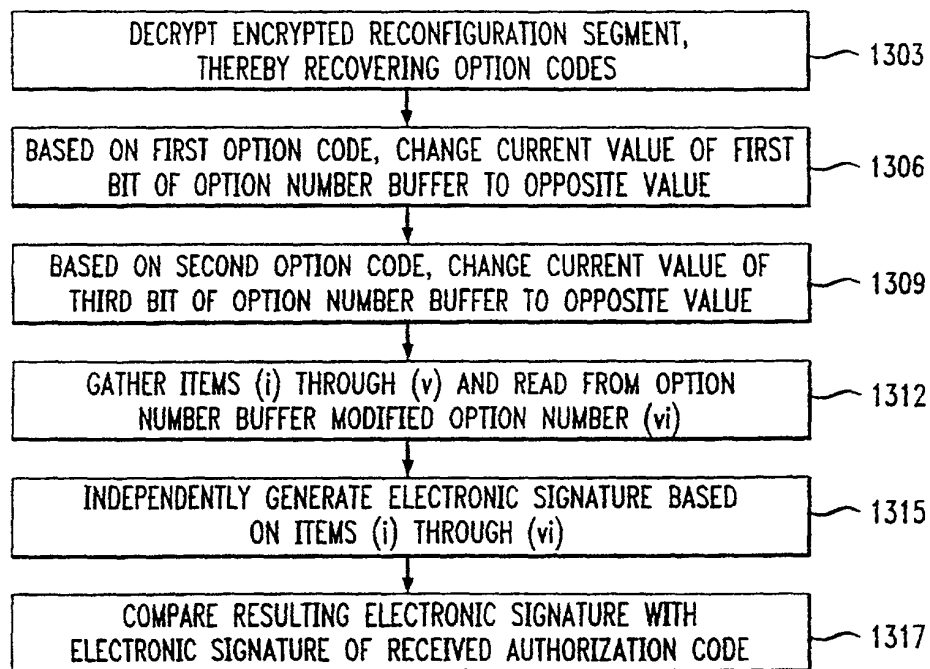 DECRYPT ENCRYPTED RECONFIGURATION SEGMENT,
THEREBY RECOVERING OPTION CODES
1303
BASED ON FIRST OPTION CODE, CHANGE CURRENT VALUE OF FIRST
BIT OF OPTION NUMBER BUFFER TO OPPOSITE VALUE
1306
BASED ON SECOND OPTION CODE, CHANGE CURRENT VALUE OF
THIRD BIT OF OPTION NUMBER BUFFER TO OPPOSITE VALUE
1309
GATHER ITEMS (i) THROUGH (v) AND READ FROM OPTION
NUMBER BUFFER MODIFIED OPTION NUMBER (vi)
1312
INDEPENDENTLY GENERATE ELECTRONIC SIGNATURE BASED
ON ITEMS (i) THROUGH (vi)
1315
COMPARE RESULTING ELECTRONIC SIGNATURE WITH
ELECTRONIC SIGNATURE OF RECEIVED AUTHORIZATION CODE
1317